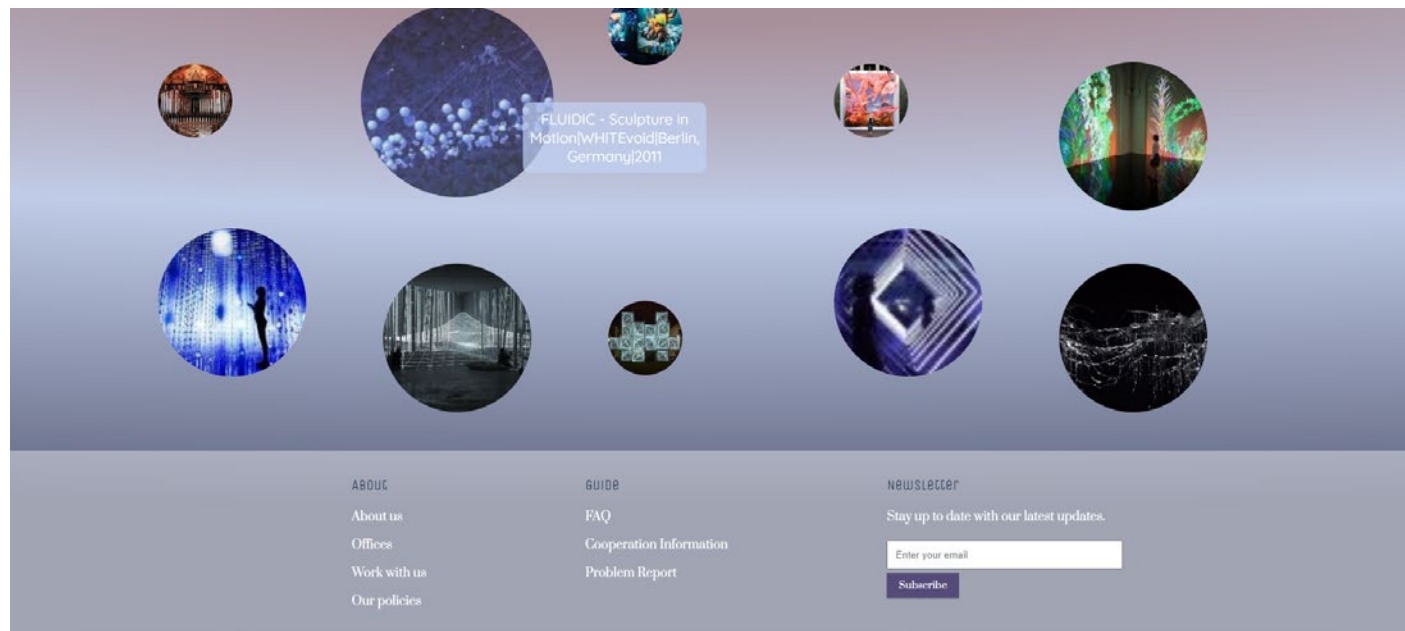 FLUIDIC - Sculpture in
Motion|WHITEvoid|Berlin,
Germany|2011
About
About us
Offices
Work with us
Our policies
Guide
FAQ
Cooperation Information
Problem Report
Newsletter
Stay up to date with our latest updates.
Enter your email
Subscribe